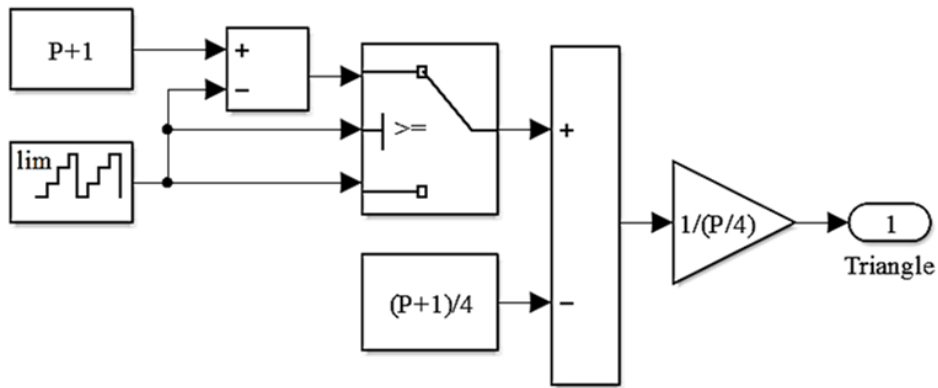 P+1
+
−
lim
>=
+
(P+1)/4
−
1/(P/4)
1
Triangle